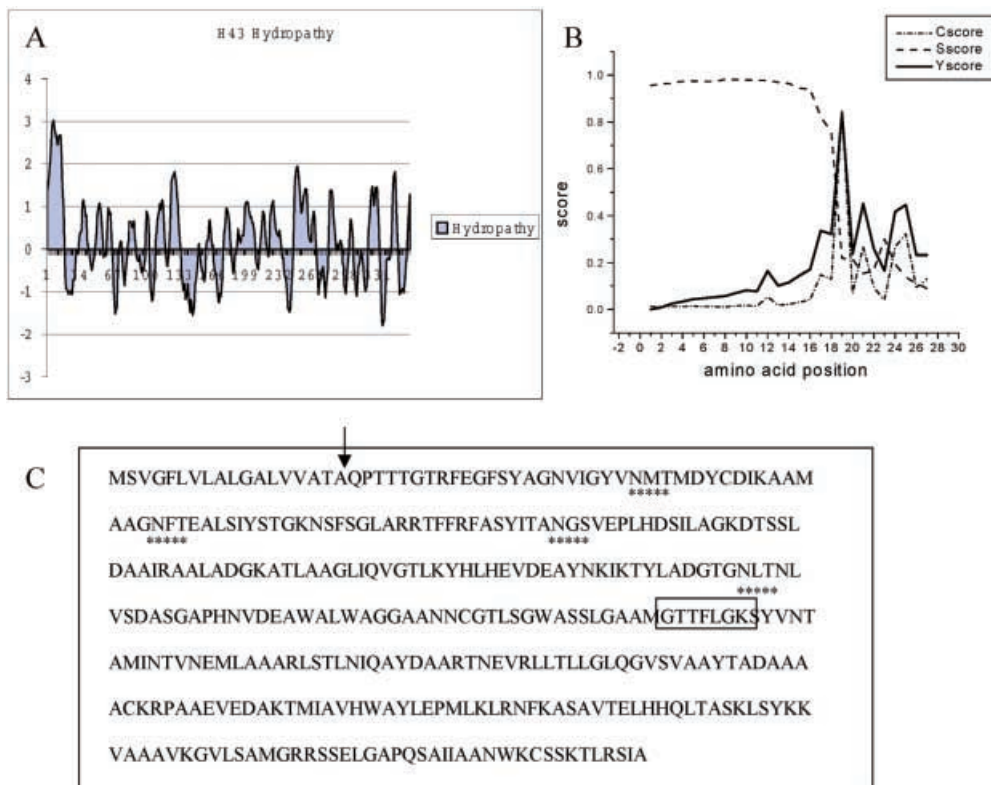 A
H43 Hydropathy
4
3
2
1
0
-1
-2
-3
Hydropathy
B
Cscore
Sscore
Yscore
1.0
0.8
0.6
0.4
0.2
0.0
score
-2 0 2 4 6 8 10 12 14 16 18 20 22 24 26 28 30
amino acid position
C
MSVGFLVLALGALVVATAQPTTTGTRFEGFSYAGNVIGYVNMTMDYCDIKAAM
*****
AAGNFTEALSIYSTGKNSFSGLARRTFFRFASYITANGSVEPLHDSILAGKDTSSL
***** *****
DAAIRAALADGKATLAAGLIQVGTLKYHLHEVDEAYNKIKTYLADGTGNLTNL
*****
VSDASGAPHNVDEAWALWAGGAANNCGTLSGWASSLGAAMGTTFLGKSYVNT
AMINTVNEMLAAARLSTLNIQAYDAARTNEVRLLTLLGLQGVSVAAYTADAAA
ACKRPAAEVEDAKTMIAVHWAYLEPMLKLRNFKASAVTELHHQLTASKLSYKK
VAAAVKGVLSAMGRRSSELGAPQSAIIAANWKCSSKTLRSIA